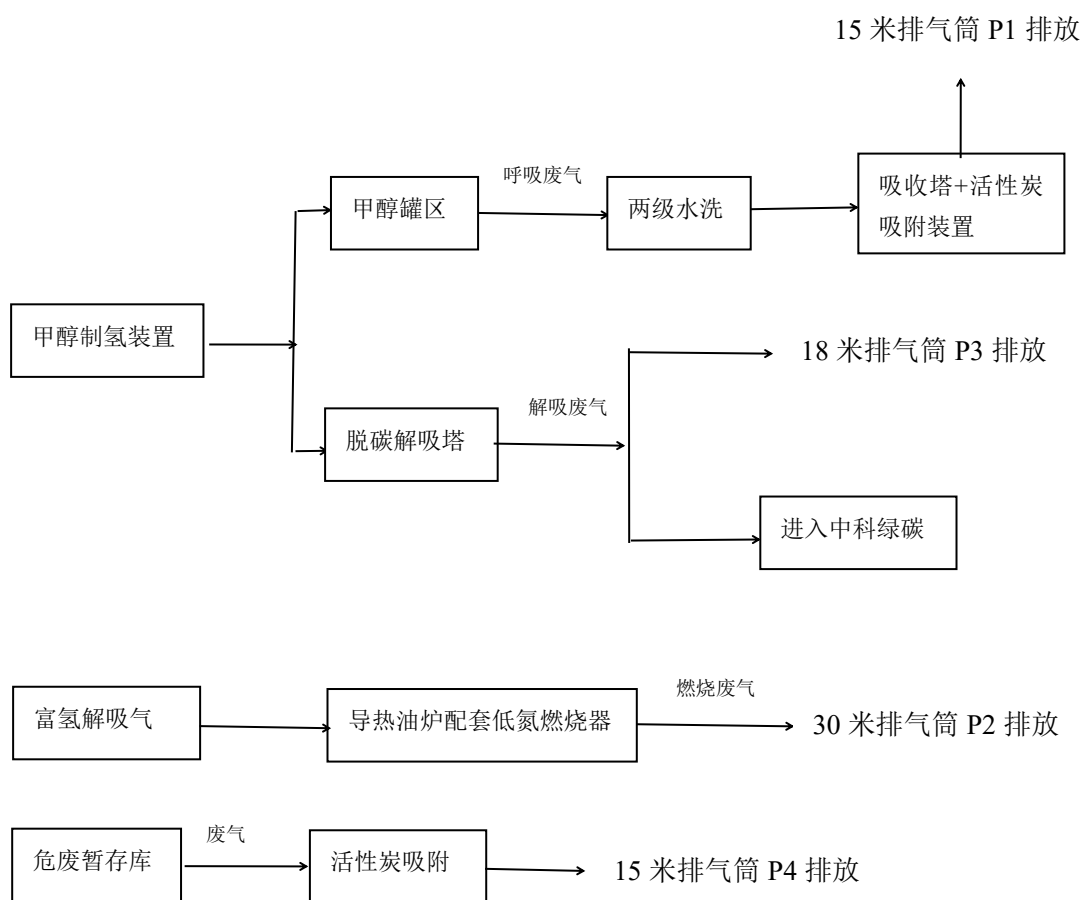 15 米排气筒 P1 排放
呼吸废气
甲醇罐区
两级水洗
吸收塔+活性炭
吸附装置
甲醇制氢装置
18 米排气筒 P3 排放
解吸废气
脱碳解吸塔
进入中科绿碳
燃烧废气
富氢解吸气
导热油炉配套低氮燃烧器
30 米排气筒 P2 排放
废气
危废暂存库
活性炭吸附
15 米排气筒 P4 排放